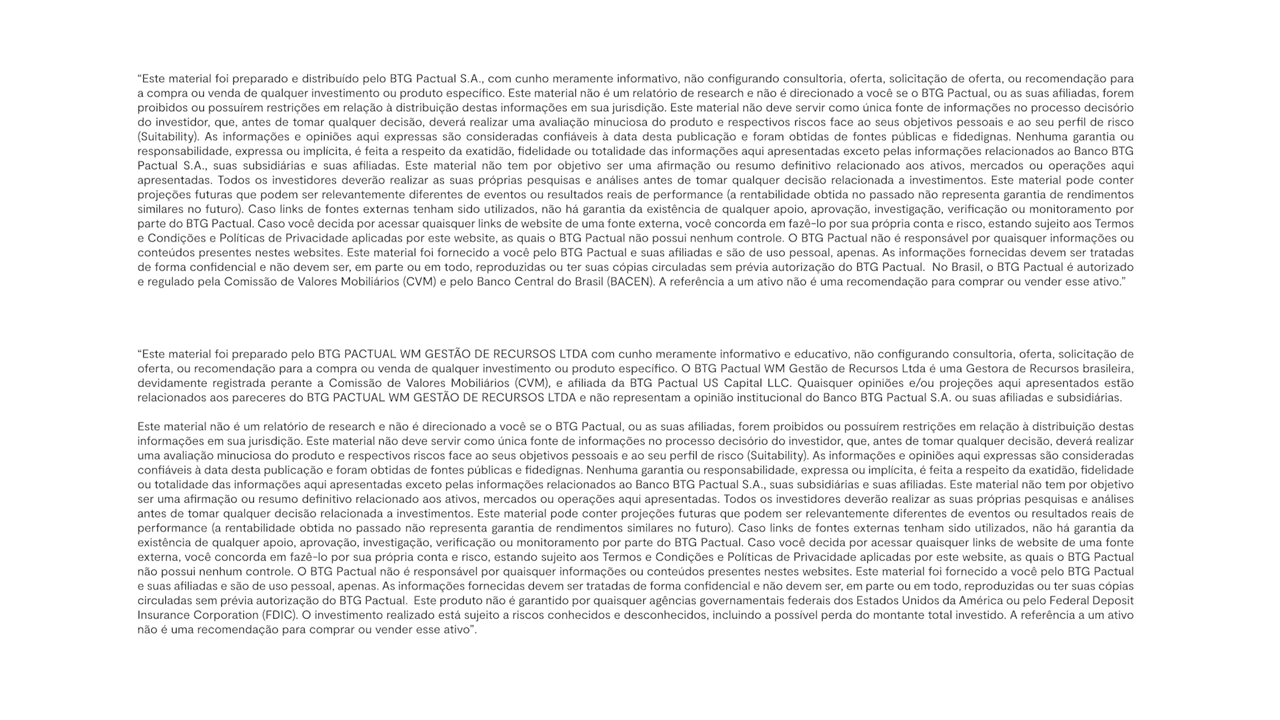 “Este material foi preparado e distribuído pelo BTG Pactual S.A., com cunho meramente informativo, não configurando consultoria, oferta, solicitação de oferta, ou recomendação para
a compra ou venda de qualquer investimento ou produto específico. Este material não é um relatório de research e não é direcionado a você se o BTG Pactual, ou as suas afiliadas, forem
proibidos ou possuírem restrições em relação à distribuição destas informações em sua jurisdição. Este material não deve servir como única fonte de informações no processo decisório
do investidor, que, antes de tomar qualquer decisão, deverá realizar uma avaliação minuciosa do produto e respectivos riscos face ao seus objetivos pessoais e ao seu perfil de risco
(Suitability). As informações e opiniões aqui expressas são consideradas confiáveis à data desta publicação e foram obtidas de fontes públicas e fidedignas. Nenhuma garantia ou
responsabilidade, expressa ou implícita, é feita a respeito da exatidão, fidelidade ou totalidade das informações aqui apresentadas exceto pelas informações relacionados ao Banco BTG
Pactual S.A., suas subsidiárias e suas afiliadas. Este material não tem por objetivo ser uma afirmação ou resumo definitivo relacionado aos ativos, mercados ou operações aqui
apresentadas. Todos os investidores deverão realizar as suas próprias pesquisas e análises antes de tomar qualquer decisão relacionada a investimentos. Este material pode conter
projeções futuras que podem ser relevantemente diferentes de eventos ou resultados reais de performance (a rentabilidade obtida no passado não representa garantia de rendimentos
similares no futuro). Caso links de fontes externas tenham sido utilizados, não há garantia da existência de qualquer apoio, aprovação, investigação, verificação ou monitoramento por
parte do BTG Pactual. Caso você decida por acessar quaisquer links de website de uma fonte externa, você concorda em fazê-lo por sua própria conta e risco, estando sujeito aos Termos
e Condições e Políticas de Privacidade aplicadas por este website, as quais o BTG Pactual não possui nenhum controle. O BTG Pactual não é responsável por quaisquer informações ou
conteúdos presentes nestes websites. Este material foi fornecido a você pelo BTG Pactual e suas afiliadas e são de uso pessoal, apenas. As informações fornecidas devem ser tratadas
de forma confidencial e não devem ser, em parte ou em todo, reproduzidas ou ter suas cópias circuladas sem prévia autorização do BTG Pactual.  No Brasil, o BTG Pactual é autorizado
e regulado pela Comissão de Valores Mobiliários (CVM) e pelo Banco Central do Brasil (BACEN). A referência a um ativo não é uma recomendação para comprar ou vender esse ativo.”
“Este material foi preparado pelo BTG PACTUAL WM GESTÃO DE RECURSOS LTDA com cunho meramente informativo e educativo, não configurando consultoria, oferta, solicitação de
oferta, ou recomendação para a compra ou venda de qualquer investimento ou produto específico. O BTG Pactual WM Gestão de Recursos Ltda é uma Gestora de Recursos brasileira,
devidamente registrada perante a Comissão de Valores Mobiliários (CVM), e afiliada da BTG Pactual US Capital LLC. Quaisquer opiniões e/ou projeções aqui apresentados estão
relacionados aos pareceres do BTG PACTUAL WM GESTÃO DE RECURSOS LTDA e não representam a opinião institucional do Banco BTG Pactual S.A. ou suas afiliadas e subsidiárias.
Este material não é um relatório de research e não é direcionado a você se o BTG Pactual, ou as suas afiliadas, forem proibidos ou possuírem restrições em relação à distribuição destas
informações em sua jurisdição. Este material não deve servir como única fonte de informações no processo decisório do investidor, que, antes de tomar qualquer decisão, deverá realizar
uma avaliação minuciosa do produto e respectivos riscos face ao seus objetivos pessoais e ao seu perfil de risco (Suitability). As informações e opiniões aqui expressas são consideradas
confiáveis à data desta publicação e foram obtidas de fontes públicas e fidedignas. Nenhuma garantia ou responsabilidade, expressa ou implícita, é feita a respeito da exatidão, fidelidade
ou totalidade das informações aqui apresentadas exceto pelas informações relacionados ao Banco BTG Pactual S.A., suas subsidiárias e suas afiliadas. Este material não tem por objetivo
ser uma afirmação ou resumo definitivo relacionado aos ativos, mercados ou operações aqui apresentadas. Todos os investidores deverão realizar as suas próprias pesquisas e análises
antes de tomar qualquer decisão relacionada a investimentos. Este material pode conter projeções futuras que podem ser relevantemente diferentes de eventos ou resultados reais de
performance (a rentabilidade obtida no passado não representa garantia de rendimentos similares no futuro). Caso links de fontes externas tenham sido utilizados, não há garantia da
existência de qualquer apoio, aprovação, investigação, verificação ou monitoramento por parte do BTG Pactual. Caso você decida por acessar quaisquer links de website de uma fonte
externa, você concorda em fazê-lo por sua própria conta e risco, estando sujeito aos Termos e Condições e Políticas de Privacidade aplicadas por este website, as quais o BTG Pactual
não possui nenhum controle. O BTG Pactual não é responsável por quaisquer informações ou conteúdos presentes nestes websites. Este material foi fornecido a você pelo BTG Pactual
e suas afiliadas e são de uso pessoal, apenas. As informações fornecidas devem ser tratadas de forma confidencial e não devem ser, em parte ou em todo, reproduzidas ou ter suas cópias
circuladas sem prévia autorização do BTG Pactual.  Este produto não é garantido por quaisquer agências governamentais federais dos Estados Unidos da América ou pelo Federal Deposit
Insurance Corporation (FDIC). O investimento realizado está sujeito a riscos conhecidos e desconhecidos, incluindo a possível perda do montante total investido. A referência a um ativo
não é uma recomendação para comprar ou vender esse ativo”.